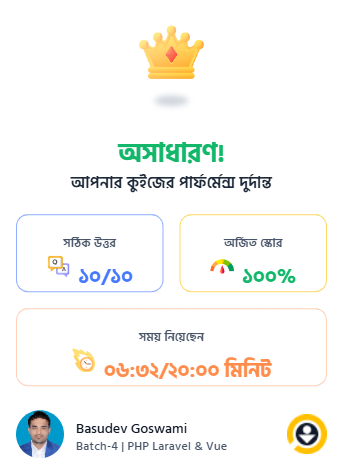 অসাধারণ!
আপনার কুইজের পার্ফর্মেন্স দুর্দান্ত
সঠিক উত্তর
Q A ১০/১০
অর্জিত স্কোর
১০০%
সময় নিয়েছেন
০৬:৩২/২০:০০ মিনিট
Basudev Goswami
Batch-4 | PHP Laravel & Vue